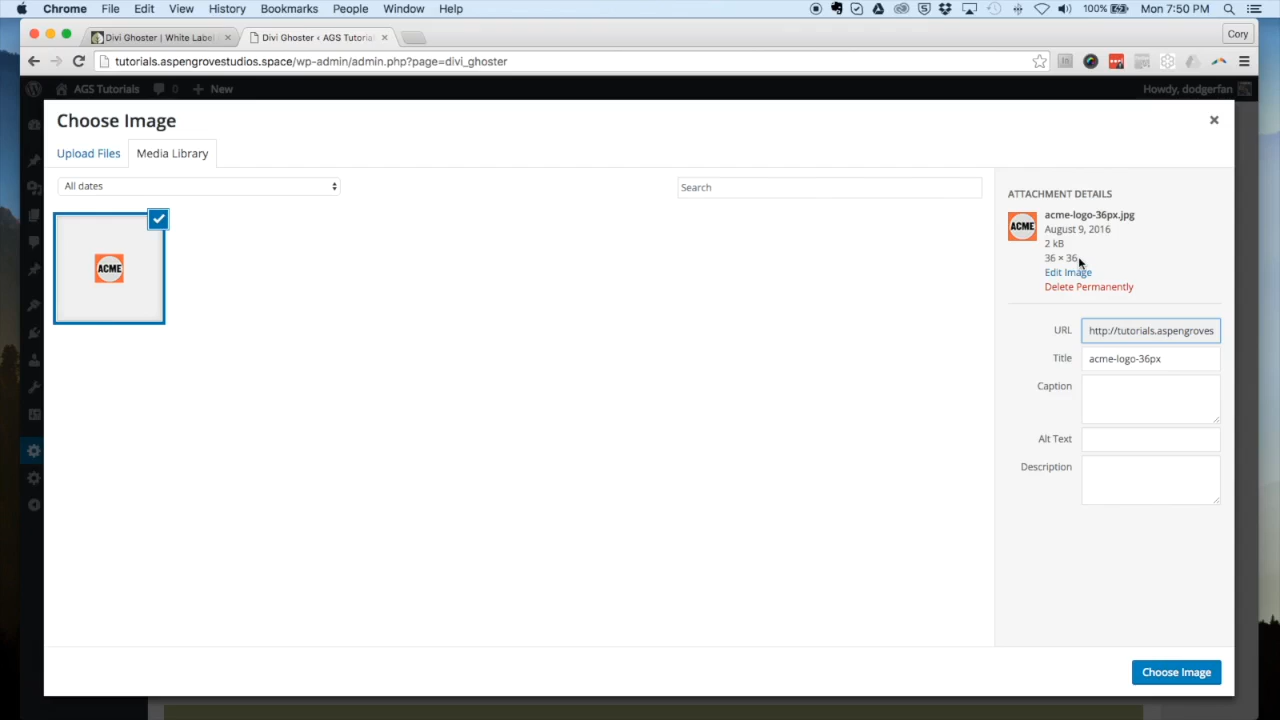 Chrome File Edit View History Bookmarks People Window Help 100% Mon 7:50 PM
Divi Ghoster | White Label Divi Ghoster ‹ AGS Tutoria Cory
tutorials.aspengrovestudios.space/wp-admin/admin.php?page=divi_ghoster
AGS Tutorials 0 + New Howdy, dodgerfan
Choose Image
Upload Files Media Library
All dates Search
ACME
ATTACHMENT DETAILS
ACME
acme-logo-36px.jpg
August 9, 2016
2 kB
36 × 36
Edit Image
Delete Permanently
URL http://tutorials.aspengroves
Title acme-logo-36px
Caption
Alt Text
Description
Choose Image